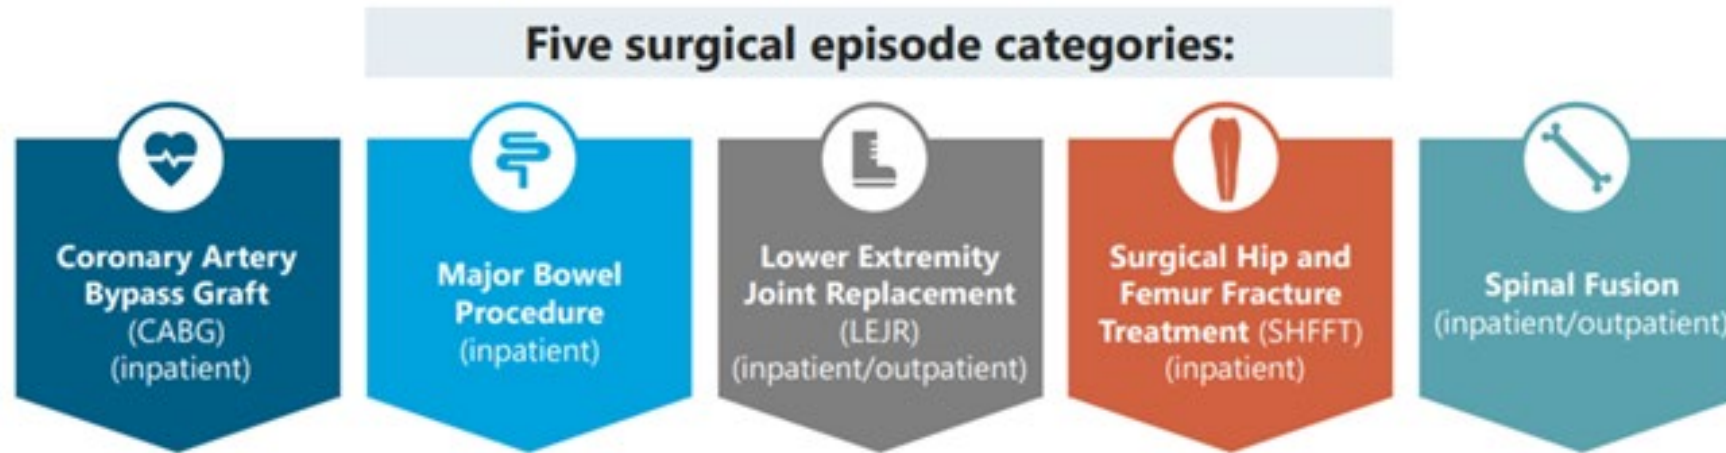 Five surgical episode categories:
Coronary Artery
Bypass Graft
(CABG)
(inpatient)
Major Bowel
Procedure
(inpatient)
Lower Extremity
Joint Replacement
(LEJR)
(inpatient/outpatient)
Surgical Hip and
Femur Fracture
Treatment (SHFFT)
(inpatient)
Spinal Fusion
(inpatient/outpatient)